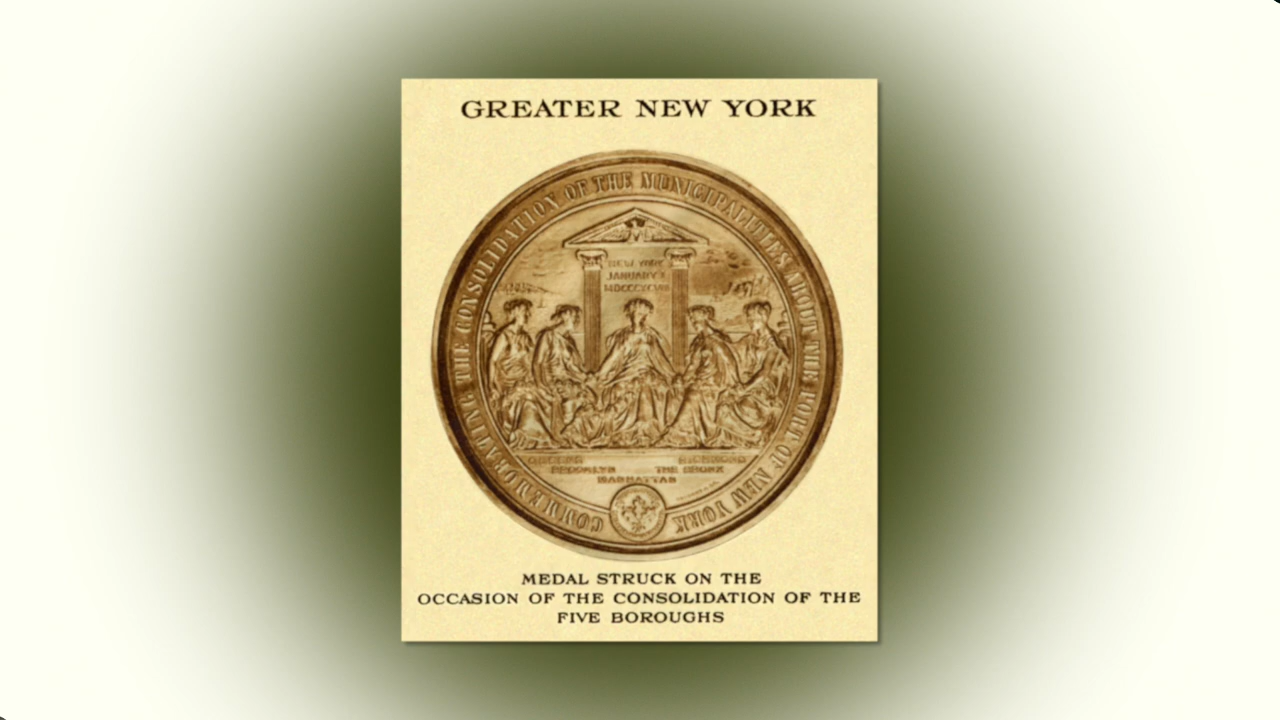 GREATER NEW YORK
COMMEMORATING THE CONSOLIDATION OF THE MUNICIPALITIES ABOUT THE PORT OF NEW YORK
NEW YORK
JANUARY 1
MDCCCXCVIII
QUEENS RICHMOND
BROOKLYN THE BRONX
MANHATTAN
MEDAL STRUCK ON THE
OCCASION OF THE CONSOLIDATION OF THE
FIVE BOROUGHS